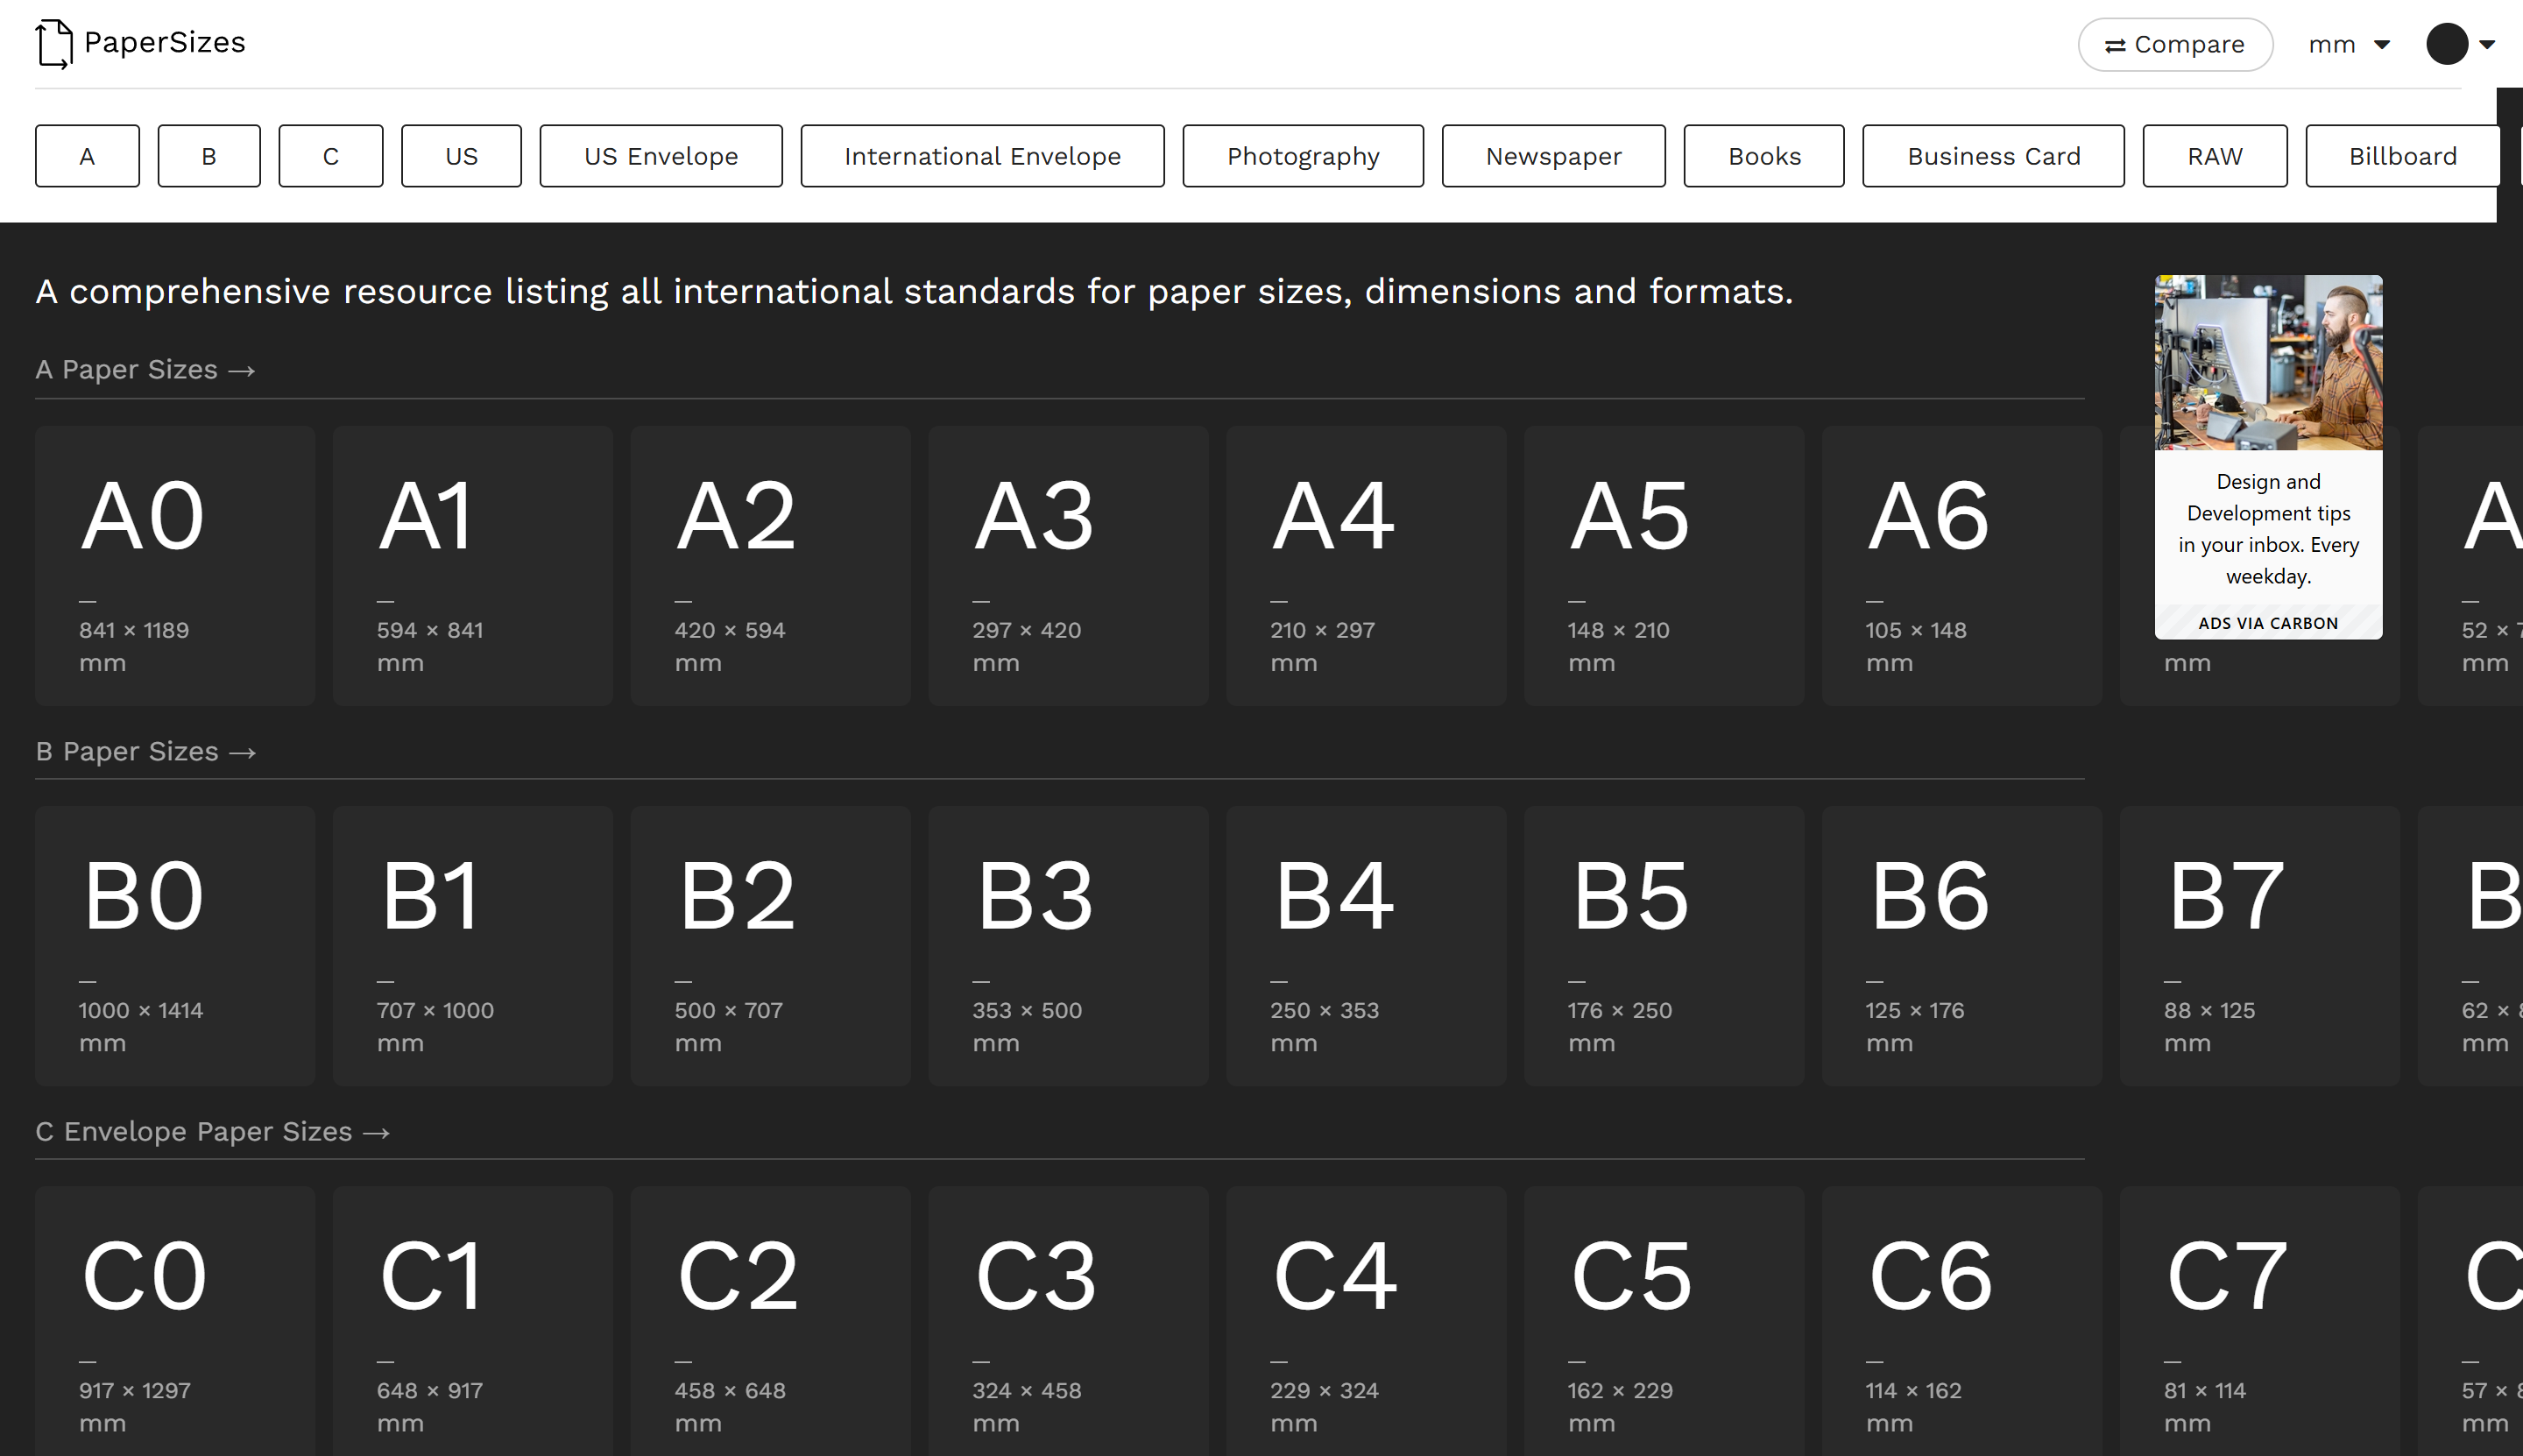 PaperSizes
Compare
mm
A
B
C
US
US Envelope
International Envelope
Photography
Newspaper
Books
Business Card
RAW
Billboard
A comprehensive resource listing all international standards for paper sizes, dimensions and formats.
A Paper Sizes →
A0
—
841 × 1189
mm
A1
—
594 × 841
mm
A2
—
420 × 594
mm
A3
—
297 × 420
mm
A4
—
210 × 297
mm
A5
—
148 × 210
mm
A6
—
105 × 148
mm
Design and
Development tips
in your inbox. Every
weekday.
ADS VIA CARBON
mm
A
—
52 ×
mm
B Paper Sizes →
B0
—
1000 × 1414
mm
B1
—
707 × 1000
mm
B2
—
500 × 707
mm
B3
—
353 × 500
mm
B4
—
250 × 353
mm
B5
—
176 × 250
mm
B6
—
125 × 176
mm
B7
—
88 × 125
mm
B
—
62 ×
mm
C Envelope Paper Sizes →
C0
—
917 × 1297
mm
C1
—
648 × 917
mm
C2
—
458 × 648
mm
C3
—
324 × 458
mm
C4
—
229 × 324
mm
C5
—
162 × 229
mm
C6
—
114 × 162
mm
C7
—
81 × 114
mm
C
—
57 ×
mm